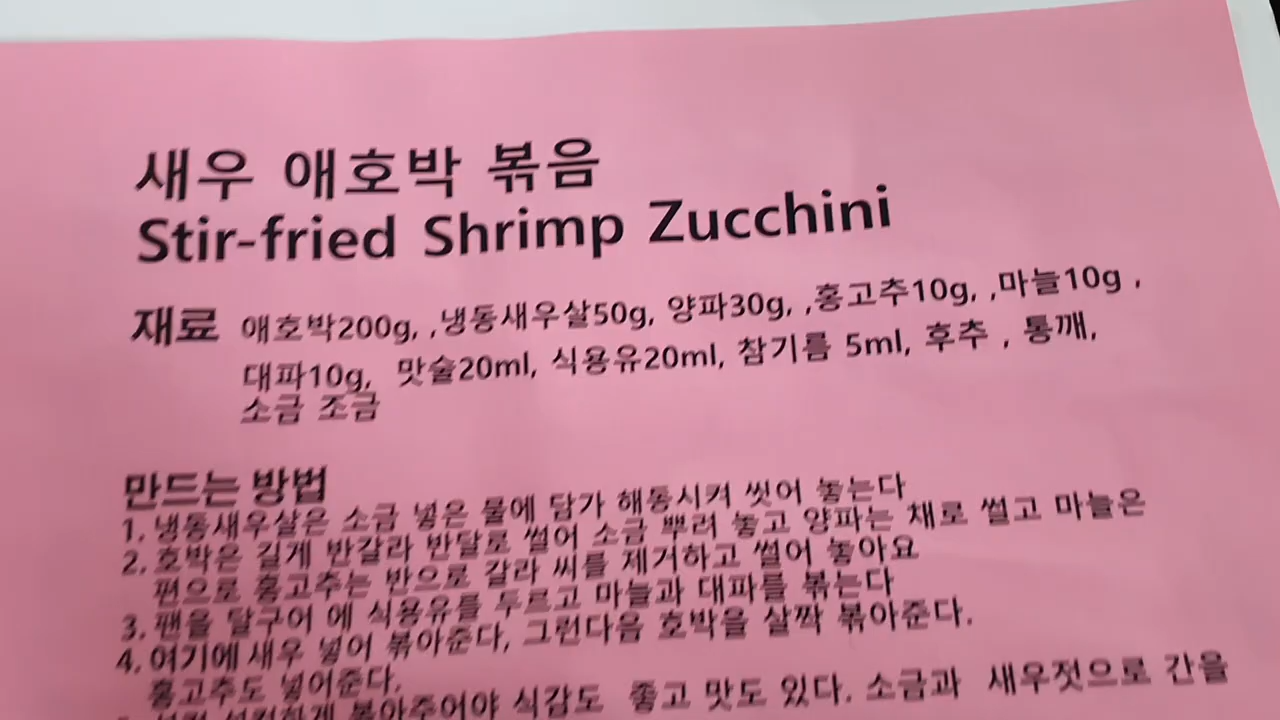 새우 애호박 볶음
Stir-fried Shrimp Zucchini
재료 애호박200g, ,냉동새우살50g, 양파30g, ,홍고추10g, ,마늘10g ,
대파10g, 맛술20ml, 식용유20ml, 참기름 5ml, 후추 , 통깨,
소금 조금
만드는 방법
1. 냉동새우살은 소금 넣은 물에 담가 해동시켜 씻어 놓는다
2. 호박은 길게 반갈라 반달로 썰어 소금 뿌려 놓고 양파는 채로 썰고 마늘은
편으로 홍고추는 반으로 갈라 씨를 제거하고 썰어 놓아요
3. 팬을 달구어 에 식용유를 두르고 마늘과 대파를 볶는다
4. 여기에 새우 넣어 볶아준다, 그런다음 호박을 살짝 볶아준다.
홍고추도 넣어준다.
볶아주어야 식감도 좋고 맛도 있다. 소금과 새우젓으로 간을